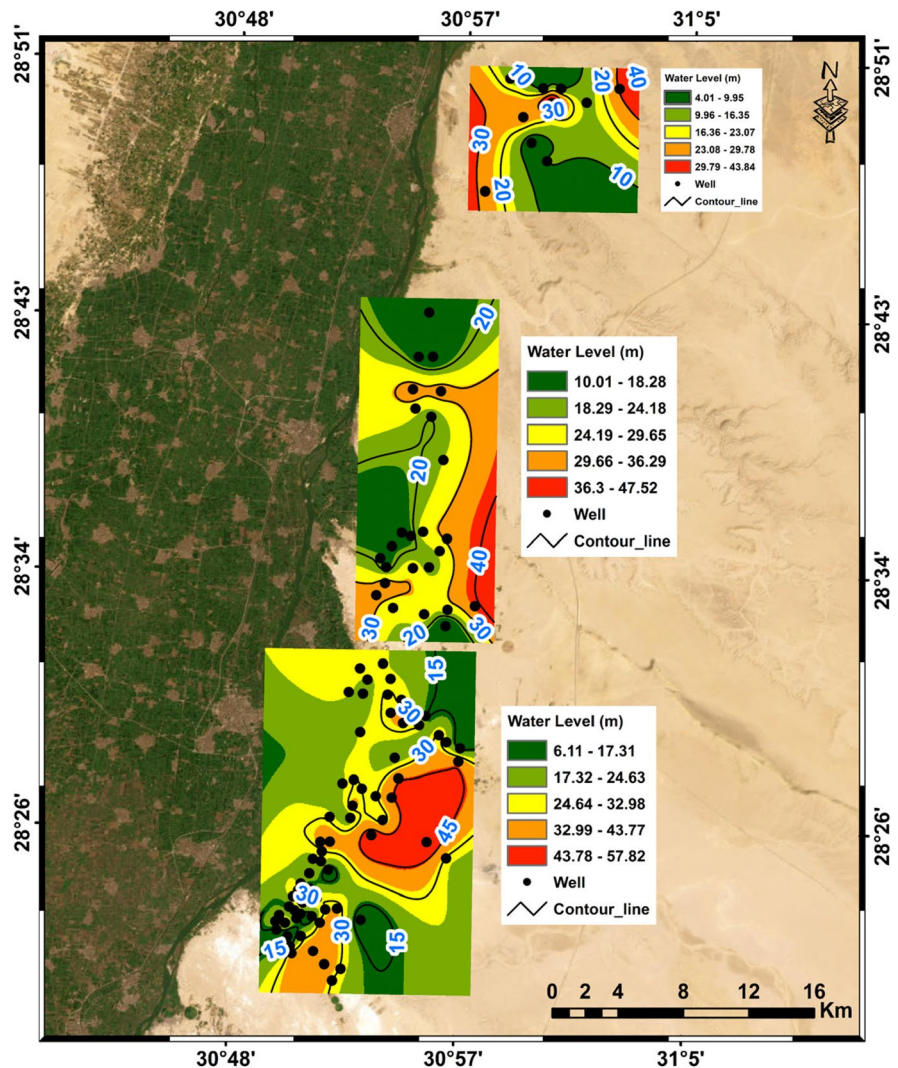 30°48' 30°57' 31°5'
28°51' 28°51'
N
10 20 40
30
30
20
10
Water Level (m)
4.01 - 9.95
9.96 - 16.35
16.36 - 23.07
23.08 - 29.78
29.79 - 43.84
Well
Contour_line
28°43' 28°43'
20
20
40
30 20 30
Water Level (m)
10.01 - 18.28
18.29 - 24.18
24.19 - 29.65
29.66 - 36.29
36.3 - 47.52
Well
Contour_line
28°34' 28°34'
15
30
30
45
30
30
15 15
Water Level (m)
6.11 - 17.31
17.32 - 24.63
24.64 - 32.98
32.99 - 43.77
43.78 - 57.82
Well
Contour_line
28°26' 28°26'
0 2 4 8 12 16
Km
30°48' 30°57' 31°5'